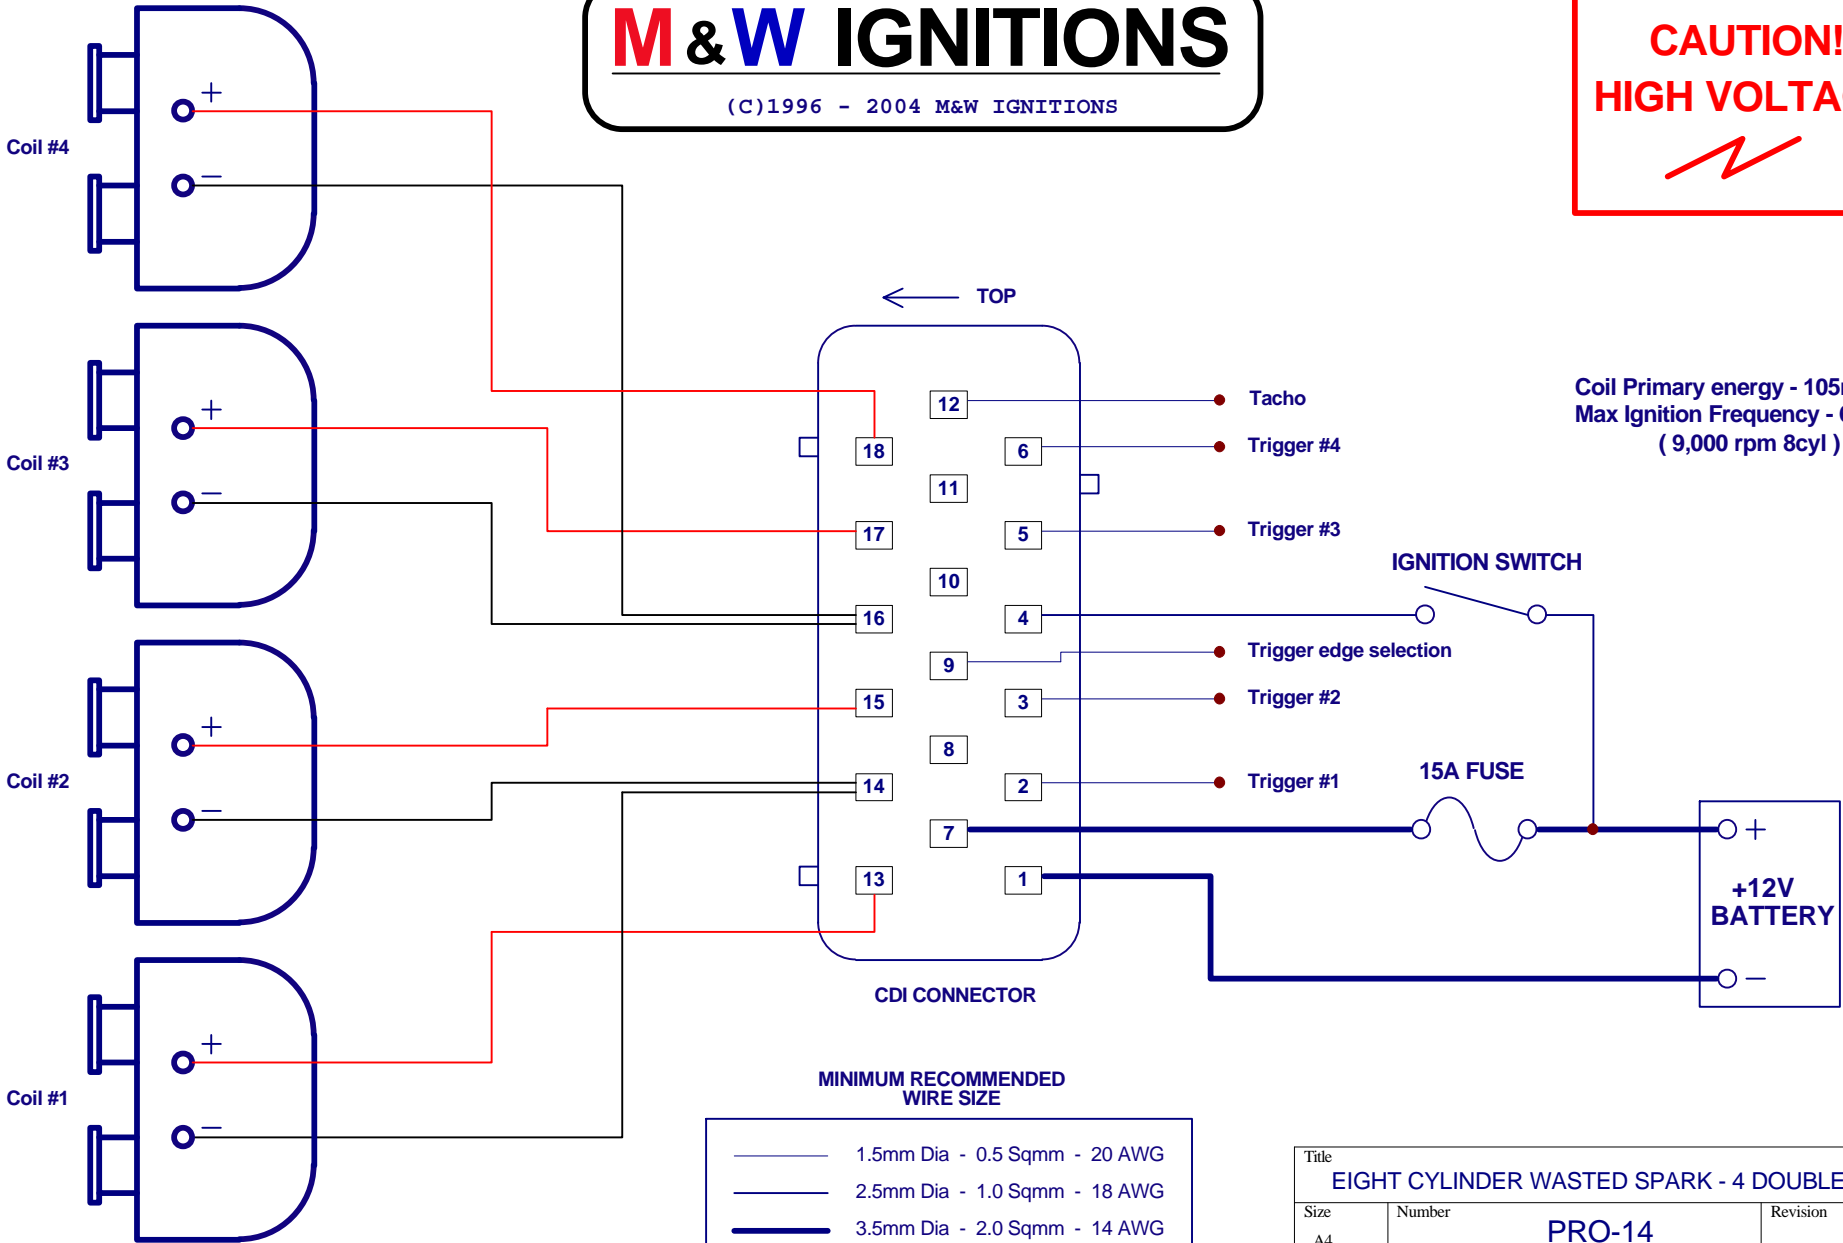 M & W IGNITIONS
(C)1996 - 2004 M&W IGNITIONS
CAUTION!
HIGH
Coil #4
+
−
Coil #3
+
−
Coil #2
+
−
Coil #1
+
−
TOP
12
18
6
11
17
5
10
16
4
9
15
3
8
14
2
7
13
1
CDI CONNECTOR
Tacho
Trigger #4
Trigger #3
IGNITION SWITCH
Trigger edge selection
Trigger #2
Trigger #1
15A FUSE
+
+12V
BATTERY
−
Coil Primary energy -
Max Ignition Frequency -
( 9,000 rpm 8cyl )
MINIMUM RECOMMENDED
WIRE SIZE
1.5mm Dia - 0.5 Sqmm - 20 AWG
2.5mm Dia - 1.0 Sqmm - 18 AWG
3.5mm Dia - 2.0 Sqmm - 14 AWG
Title
EIGHT CYLINDER WASTED SPARK - 4 DOUBLE
Size
A4
Number
PRO-14
Revision